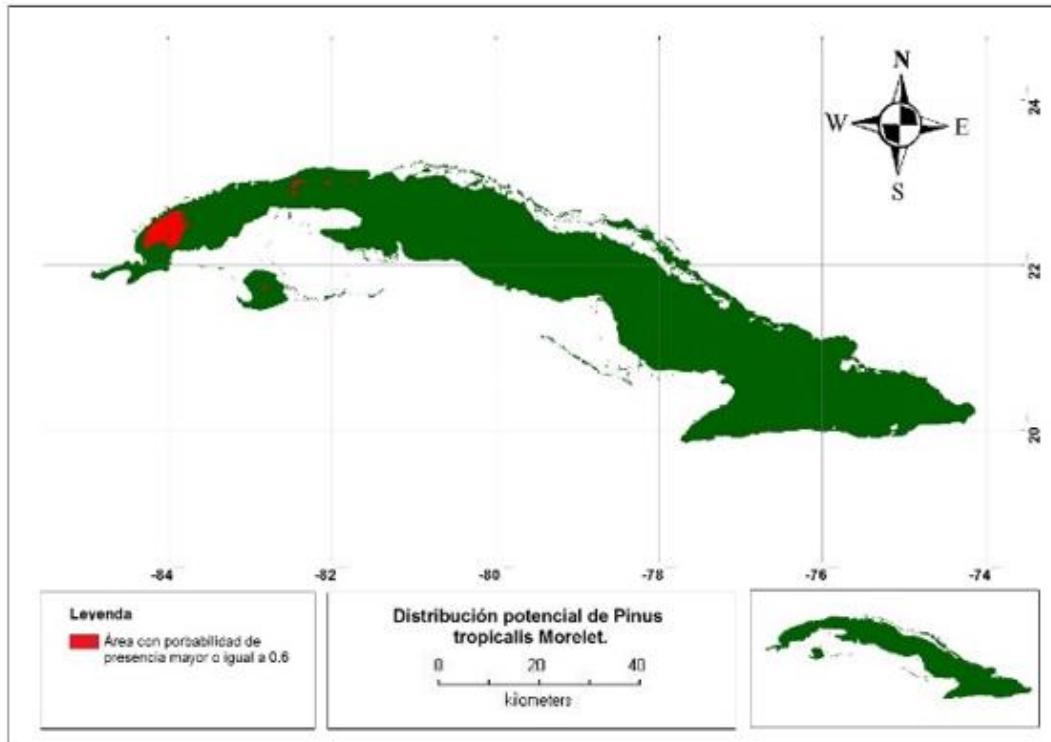 N
W E
S
24
22
20
-84 -82 -80 -78 -76 -74
Leyenda
Área con porbabilidad de
presencia mayor o igual a 0.6
Distribución potencial de Pinus
tropicalis Morelet.
0 20 40
kilometers